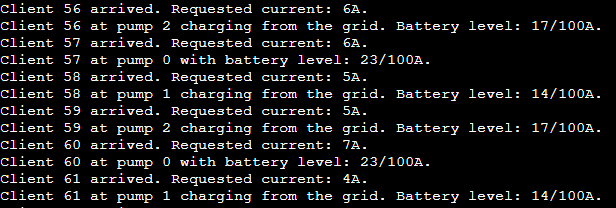 Client 56 arrived. Requested current: 6A.
Client 56 at pump 2 charging from the grid. Battery level: 17/100A.
Client 57 arrived. Requested current: 6A.
Client 57 at pump 0 with battery level: 23/100A.
Client 58 arrived. Requested current: 5A.
Client 58 at pump 1 charging from the grid. Battery level: 14/100A.
Client 59 arrived. Requested current: 5A.
Client 59 at pump 2 charging from the grid. Battery level: 17/100A.
Client 60 arrived. Requested current: 7A.
Client 60 at pump 0 with battery level: 23/100A.
Client 61 arrived. Requested current: 4A.
Client 61 at pump 1 charging from the grid. Battery level: 14/100A.